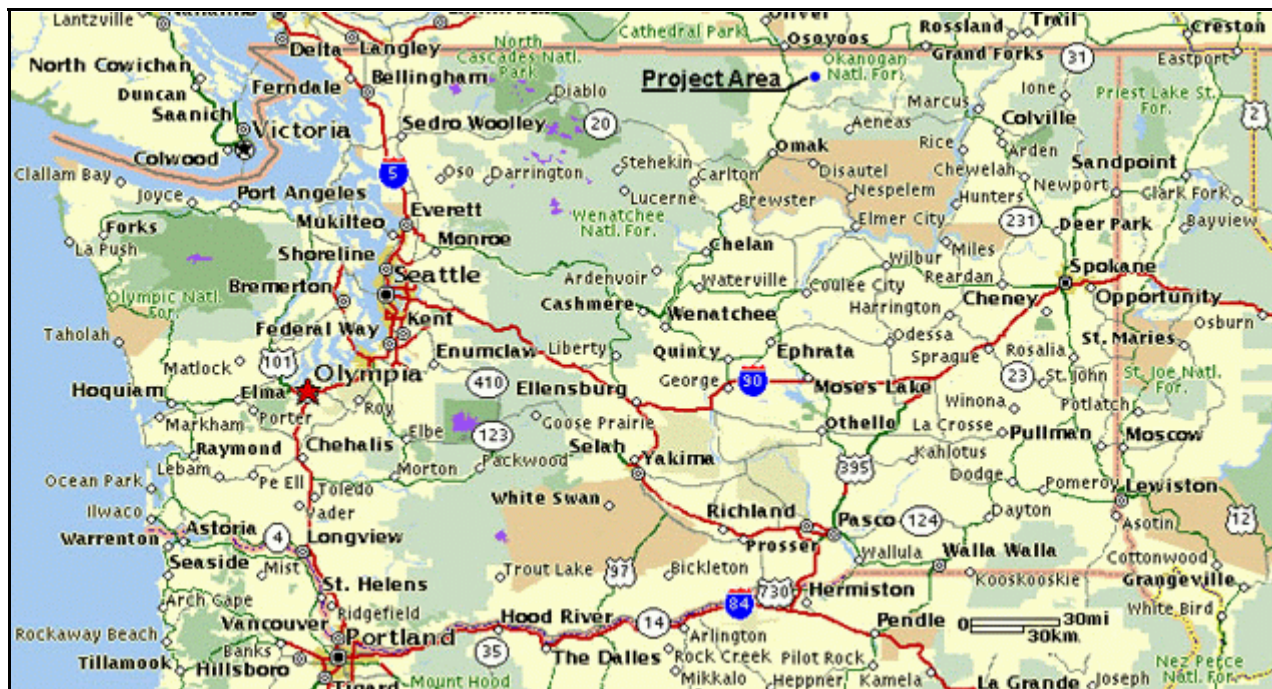 Lantzville
Nanaimo
Delta
Langley
Cathedral Park
Oliver
Osoyoos
Rossland
Trail
Creston
North Cowichan
Bellingham
North
Cascades Natl.
Park
Okanogan
Natl. For.
Grand Forks
31
Eastport
Duncan
Ferndale
Diablo
Project Area
Marcus
Ione
Priest Lake St.
For.
2
Saanich
Victoria
Sedro Woolley
20
Aeneas
Rice
Colville
Colwood
Omak
Arden
Sandpoint
Clallam Bay
Joyce
Port Angeles
5
Oso
Darrington
Stehekin
Carlton
Disautel
Chewelah
Newport
Clark Fork
Lucerne
Nespelem
Hunters
Forks
Mukilteo
Everett
Wenatchee
Natl. For.
Brewster
Elmer City
231
Deer Park
Bayview
La Push
Monroe
Shoreline
Chelan
Miles
Wilbur
Seattle
Ardenvoir
Waterville
Reardan
Spokane
Bremerton
Coulee City
Cheney
Opportunity
Olympic Natl.
For.
Cashmere
Harrington
Taholah
Federal Way
Kent
Wenatchee
Odessa
Osburn
Matlock
101
Enumclaw
Liberty
Quincy
Ephrata
Sprague
Rosalia
St. Maries
Olympia
410
George
90
Moses Lake
23
St. John
St. Joe Natl.
For.
Hoquiam
Elma
Ellensburg
Winona
Potlatch
Porter
Roy
Goose Prairie
Markham
Elbe
123
Othello
La Crosse
Pullman
Moscow
Raymond
Chehalis
Selah
Yakima
Kahlotus
Lebam
Pe Ell
Morton
Packwood
395
Dodge
Pomeroy
Lewiston
Ocean Park
Toledo
White Swan
Ilwaco
Vader
Richland
Pasco
124
Dayton
Asotin
12
Astoria
4
Longview
Warrenton
Prosser
Wallula
Walla Walla
Cottonwood
Seaside
Mist
Trout Lake
97
Bickleton
Kooskooskie
Grangeville
St. Helens
730
Hermiston
Arch Cape
Ridgefield
84
White Bird
Vancouver
Hood River
14
Pendle
0
30mi
30km
Rockaway Beach
Portland
Arlington
Banks
35
The Dalles
Rock Creek
Pilot Rock
Tillamook
Hillsboro
Nez Perce
Natl. For.
Tigard
Mount Hood
Mikkalo
Heppner
Kamela
La Grande
Joseph